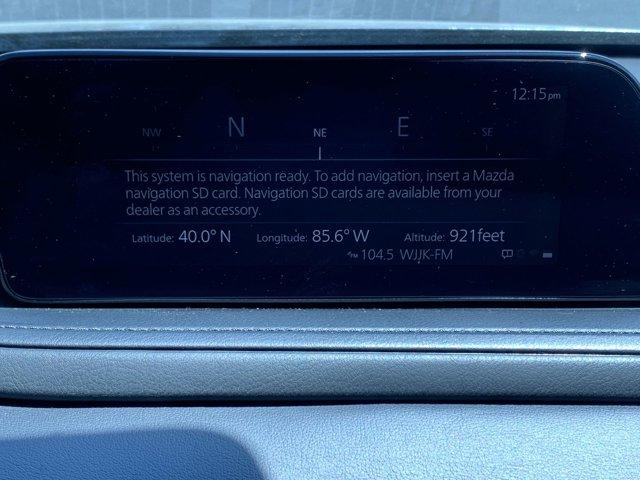 12:15pm
NW N NE E SE
This system is navigation ready. To add navigation, insert a Mazda
navigation SD card. Navigation SD cards are available from your
dealer as an accessory.
Latitude: 40.0° N Longitude: 85.6° W Altitude: 921feet
FM 104.5 WJJK-FM